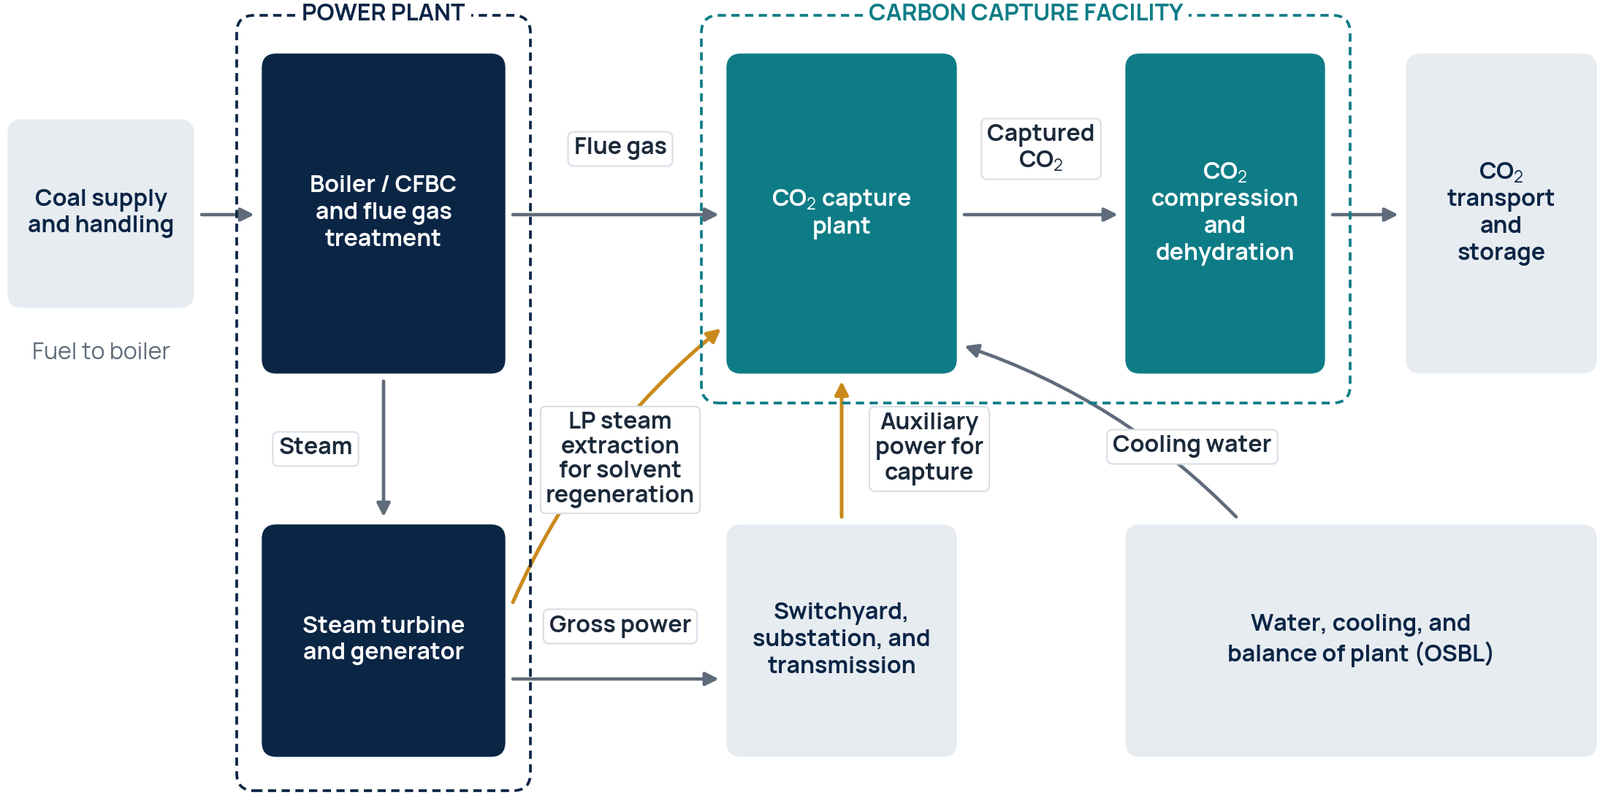 POWER PLANT
CARBON CAPTURE FACILITY
Coal supply
and handling
Fuel to boiler
Boiler / CFBC
and flue gas
treatment
Flue gas
CO₂ capture
plant
Captured
CO₂
CO₂
compression
and
dehydration
CO₂
transport
and
storage
Steam
LP steam
extraction
for solvent
regeneration
Auxiliary
power for
capture
Cooling water
Steam turbine
and generator
Gross power
Switchyard,
substation, and
transmission
Water, cooling, and
balance of plant (OSBL)